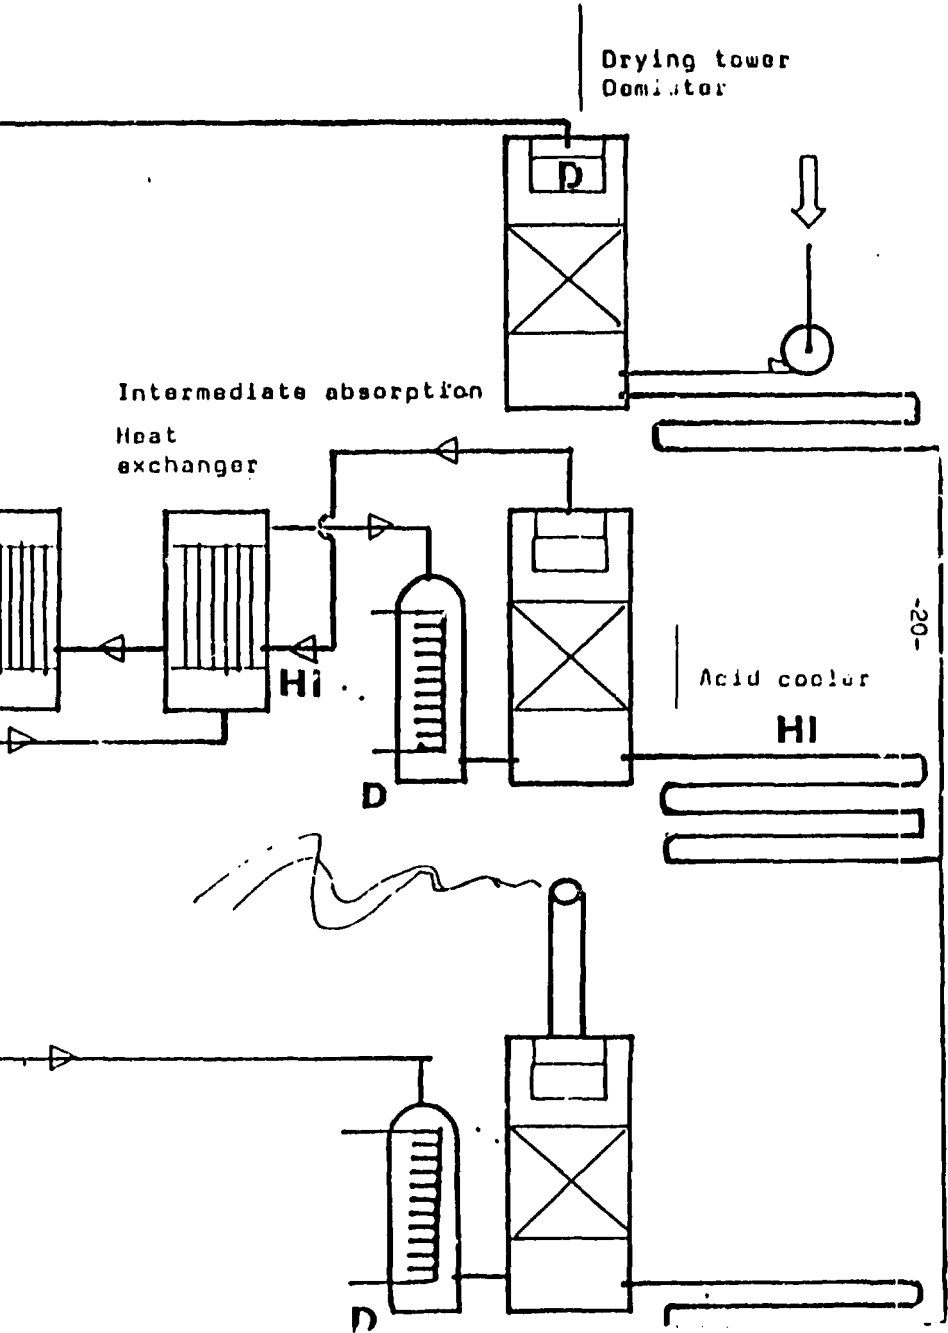 Drying tower
D
Intermediate absorption
Heat
exchanger
-20-
Hi
Acid cooler
HI
D
D